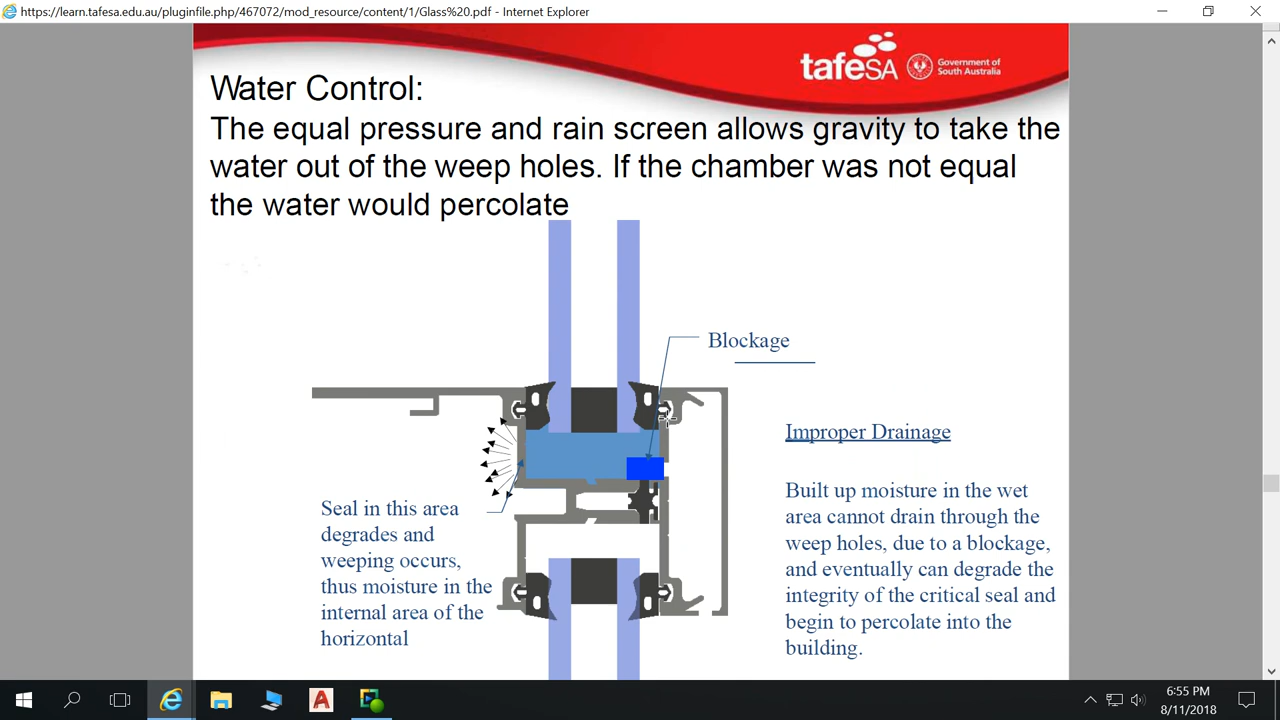 https://learn.tafesa.edu.au/pluginfile.php/467072/mod_resource/content/1/Glass%20.pdf - Internet Explorer
tafeSA
Government of
South Australia
Water Control:
The equal pressure and rain screen allows gravity to take the
water out of the weep holes. If the chamber was not equal
the water would percolate
Blockage
Improper Drainage
Built up moisture in the wet
area cannot drain through the
weep holes, due to a blockage,
and eventually can degrade the
integrity of the critical seal and
begin to percolate into the
building.
Seal in this area
degrades and
weeping occurs,
thus moisture in the
internal area of the
horizontal
6:55 PM
8/11/2018